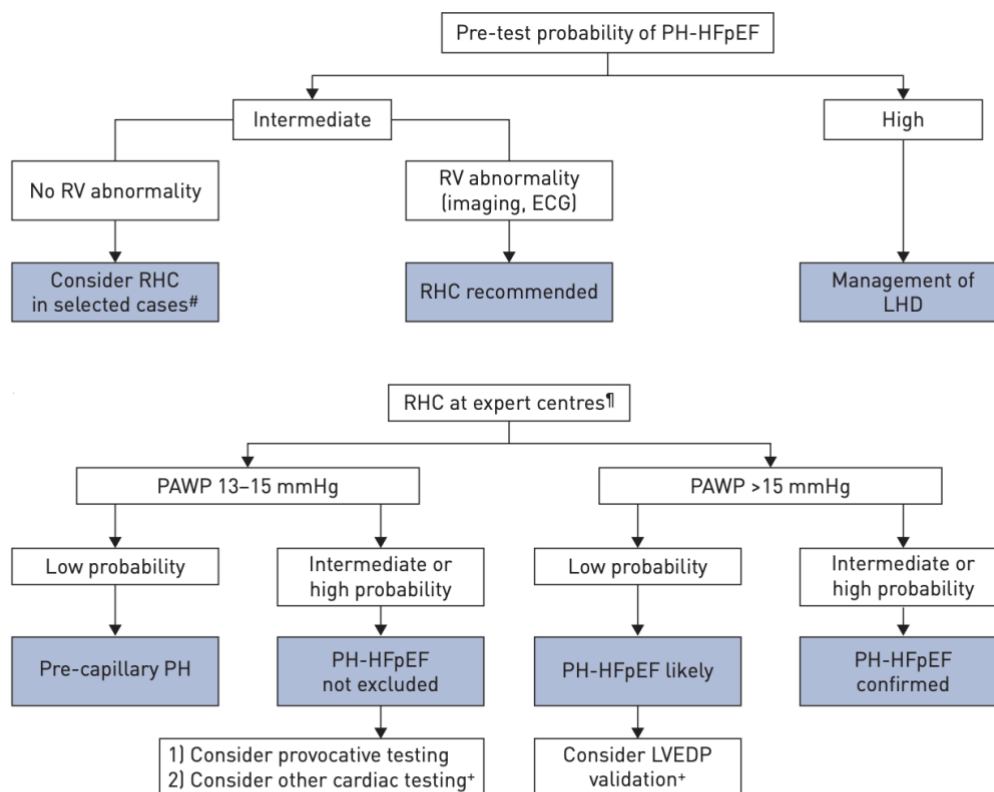 Pre-test probability of PH-HFpEF
Intermediate
High
No RV abnormality
RV abnormality
(imaging, ECG)
Consider RHC
in selected cases#
RHC recommended
Management of
LHD
RHC at expert centres¶
PAWP 13–15 mmHg
PAWP >15 mmHg
Low probability
Intermediate or
high probability
Low probability
Intermediate or
high probability
Pre-capillary PH
PH-HFpEF
not excluded
PH-HFpEF likely
PH-HFpEF
confirmed
1) Consider provocative testing
2) Consider other cardiac testing+
Consider LVEDP
validation+